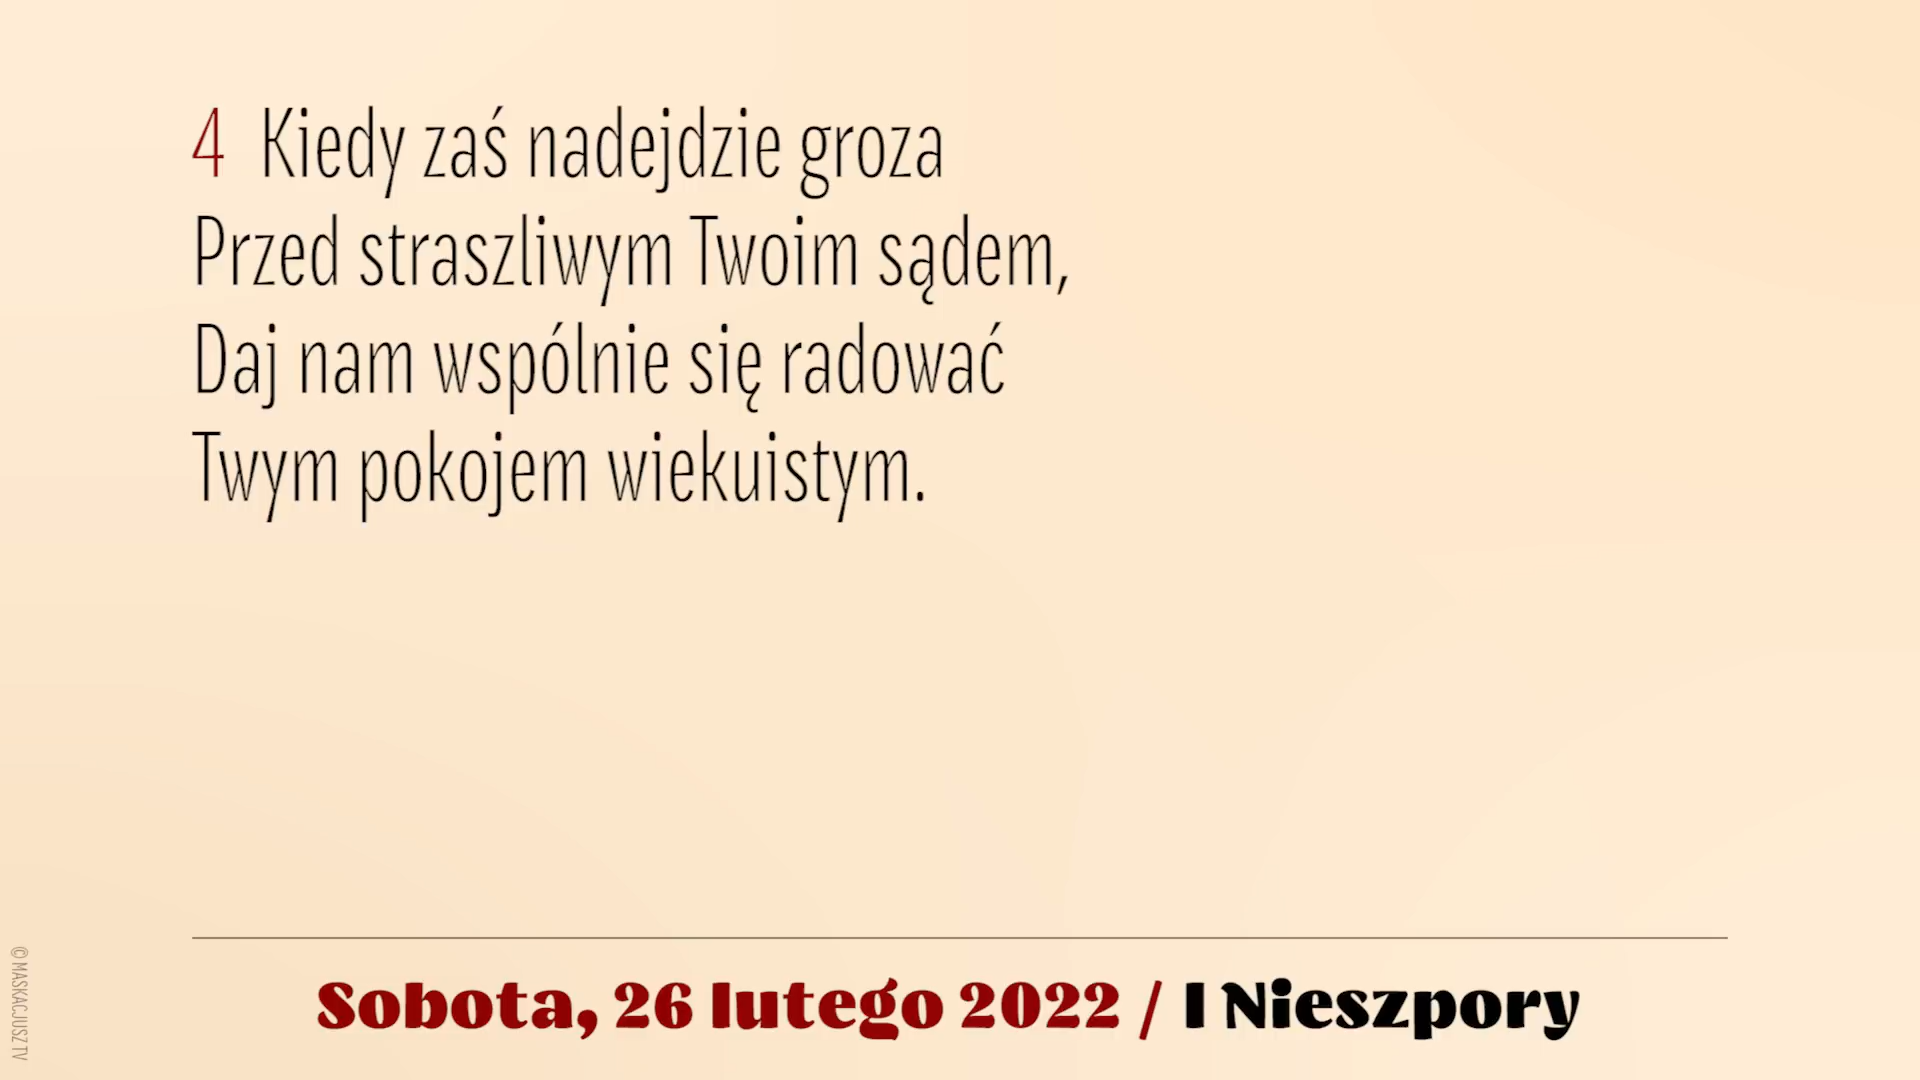 4 Kiedy zaś nadejdzie groza
Przed straszliwym Twoim sądem,
Daj nam wspólnie się radować
Twym pokojem wiekuistym.
Sobota, 26 lutego 2022 / I Nieszpory
© MASKACJUSZ TV